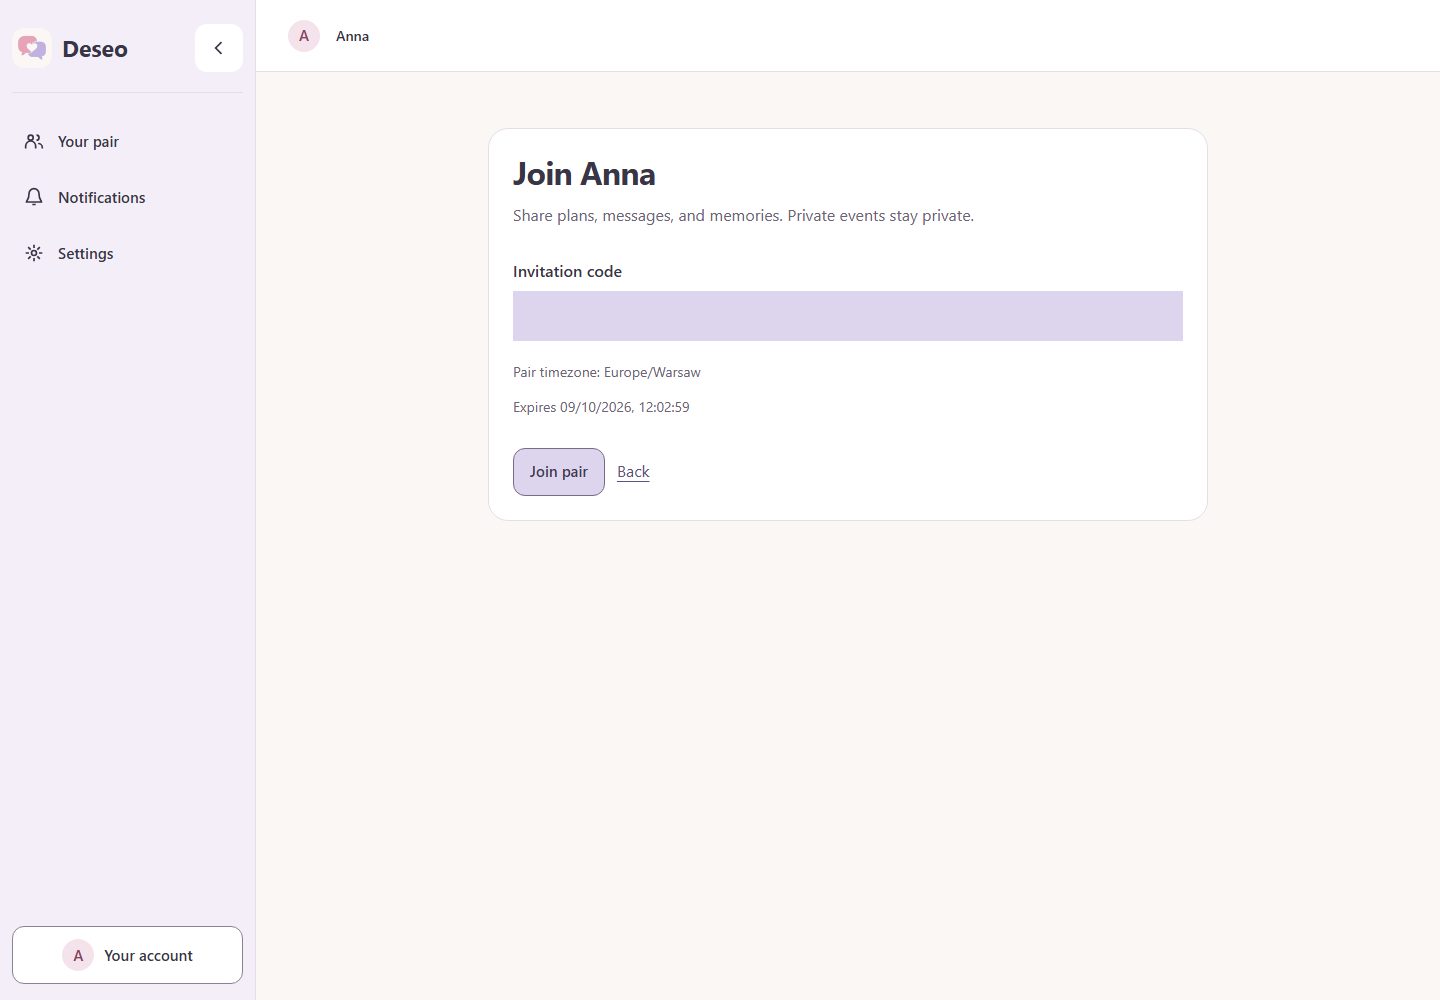 Deseo
Your pair
Notifications
Settings
A Your account
A Anna
Join Anna
Share plans, messages, and memories. Private events stay private.
Invitation code
Pair timezone: Europe/Warsaw
Expires 09/10/2026, 12:02:59
Join pair Back